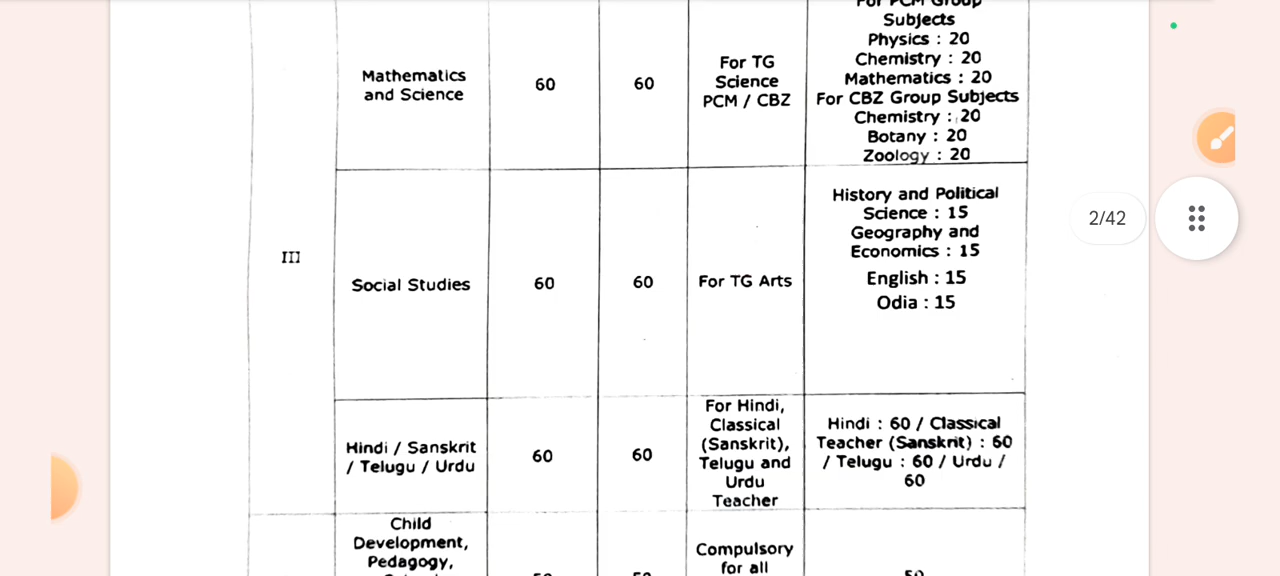 For PCM Group
Subjects
Physics : 20
Chemistry : 20
Mathematics : 20
For CBZ Group Subjects
Chemistry : 20
Botany : 20
Zoology : 20
Mathematics
and Science
60
60
For TG
Science
PCM / CBZ
2/42
III
Social Studies
60
60
For TG Arts
History and Political
Science : 15
Geography and
Economics : 15
English : 15
Odia : 15
Hindi / Sanskrit
/ Telugu / Urdu
60
60
For Hindi,
Classical
(Sanskrit),
Telugu and
Urdu
Teacher
Hindi : 60 / Classical
Teacher (Sanskrit) : 60
/ Telugu : 60 / Urdu /
60
Child
Development,
Pedagogy,
Compulsory
for all